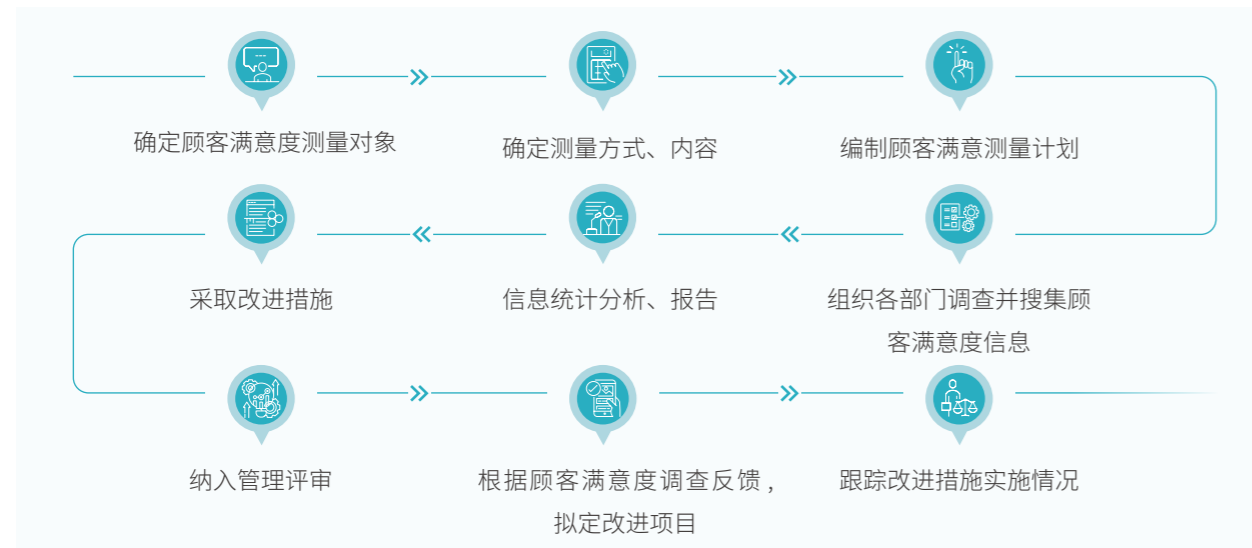 确定顾客满意度测量对象
确定测量方式、内容
编制顾客满意测量计划
组织各部门调查并搜集顾
客满意度信息
信息统计分析、报告
采取改进措施
纳入管理评审
根据顾客满意度调查反馈，
拟定改进项目
跟踪改进措施实施情况